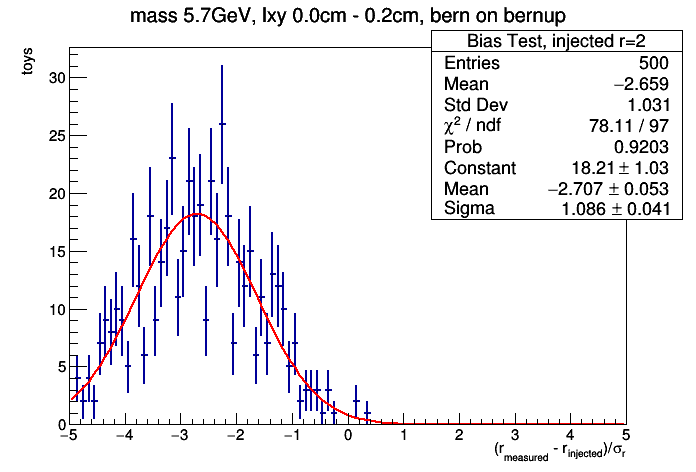 mass 5.7GeV, lxy 0.0cm - 0.2cm, bern on bernup
Bias Test, injected r=2
Entries 500
Mean −2.659
Std Dev 1.031
χ² / ndf 78.11 / 97
Prob 0.9203
Constant 18.21 ± 1.03
Mean −2.707 ± 0.053
Sigma 1.086 ± 0.041
toys
30
25
20
15
10
5
0
−5 −4 −3 −2 −1 0 1 2 3 4 5
(r_measured - r_injected)/σ_r